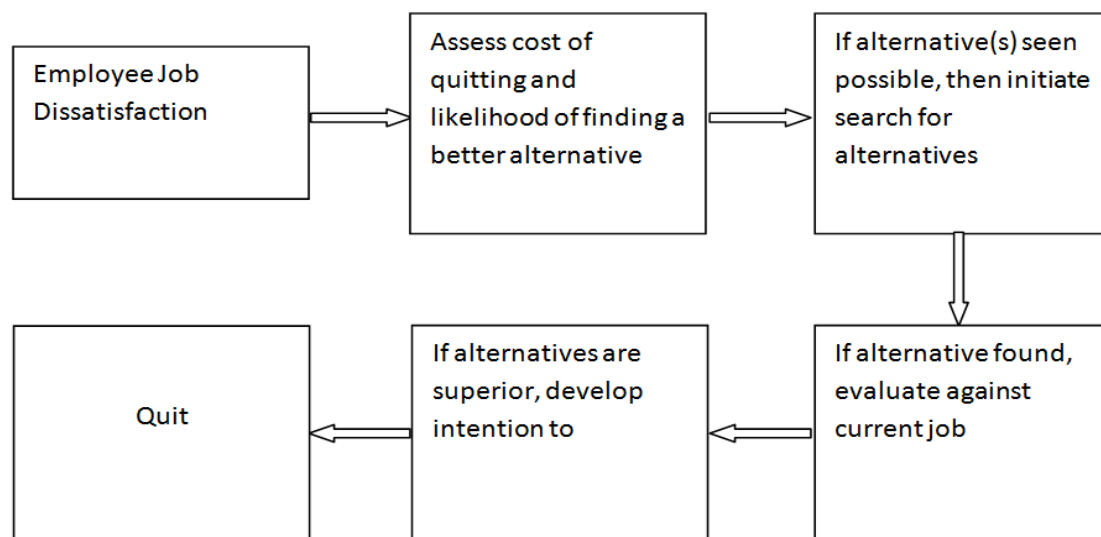 Employee Job
Dissatisfaction
Assess cost of
quitting and
likelihood of finding a
better alternative
If alternative(s) seen
possible, then initiate
search for
alternatives
If alternative found,
evaluate against
current job
If alternatives are
superior, develop
intention to
Quit